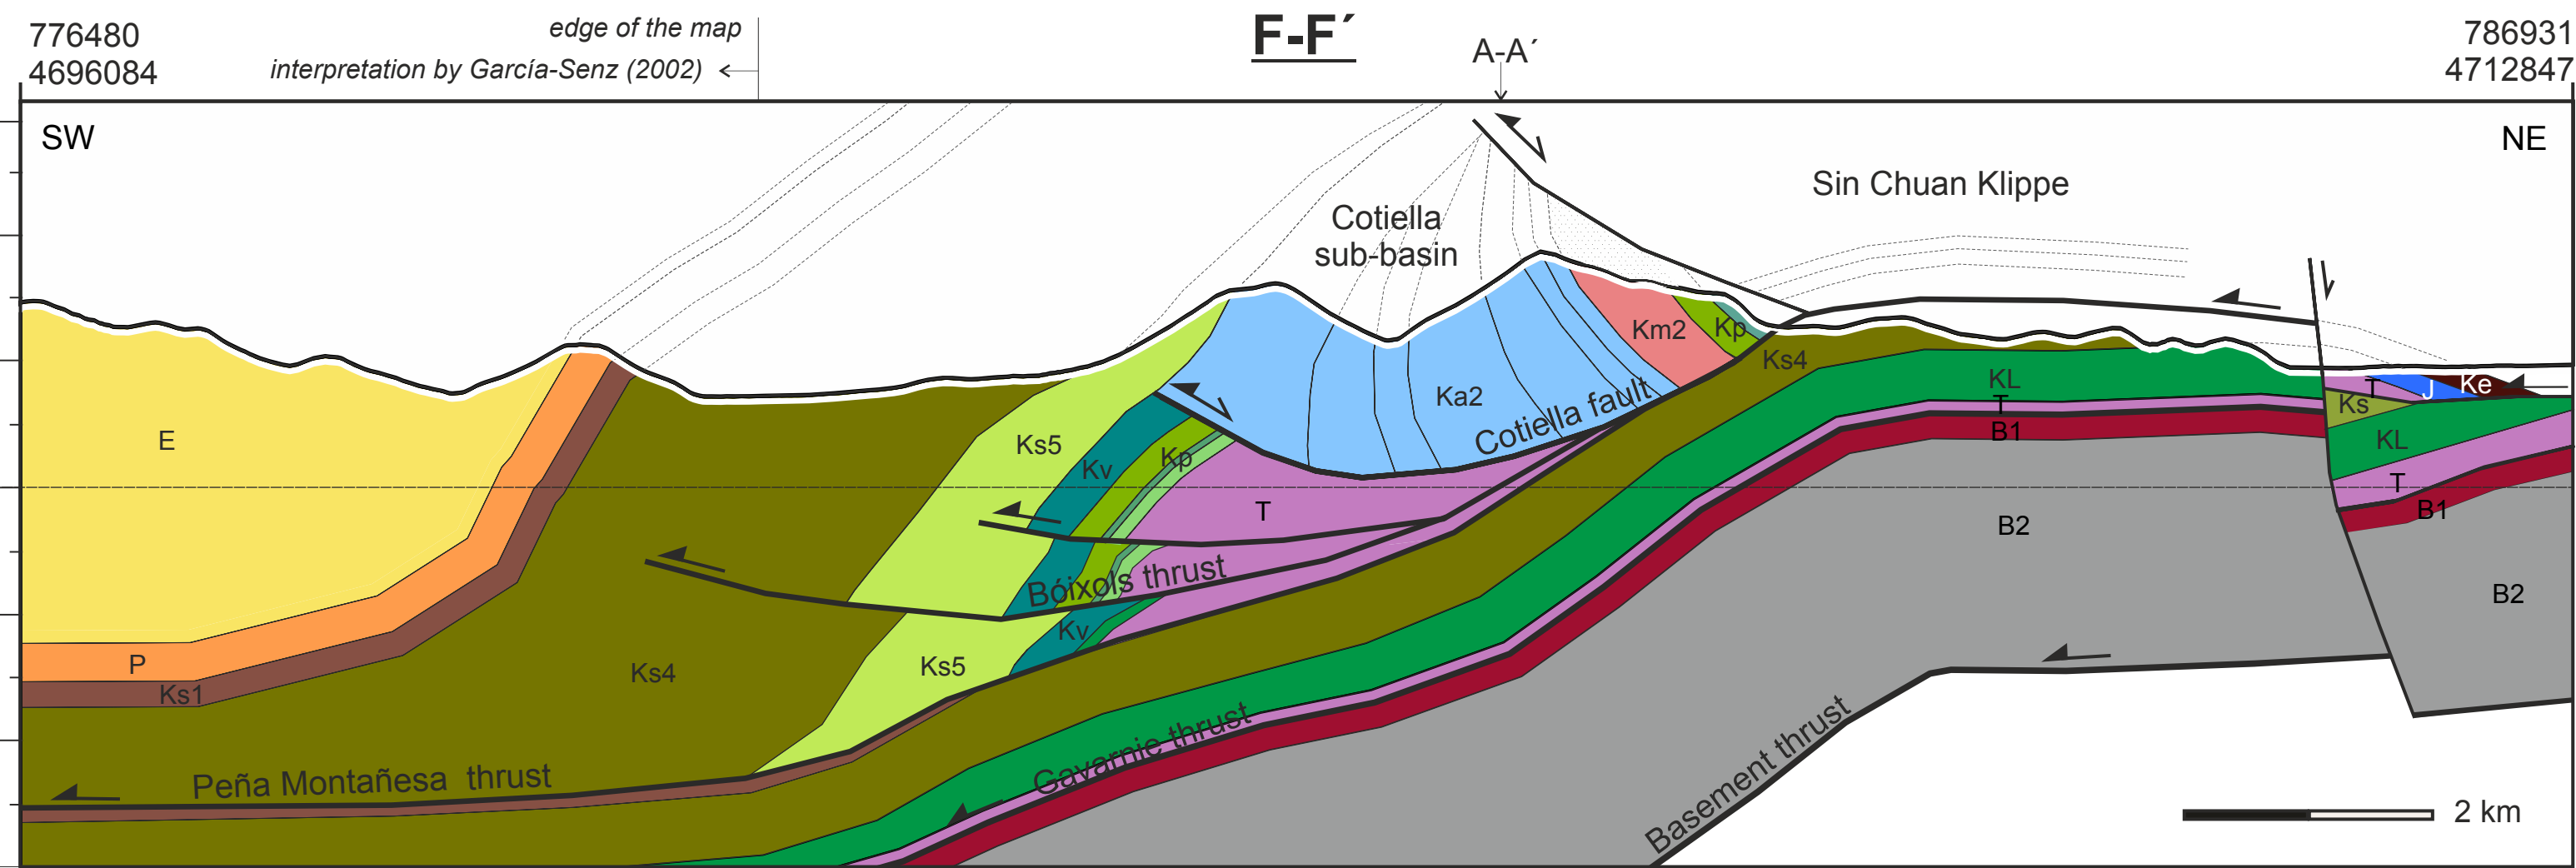 776480
4696084
edge of the map
interpretation by García-Senz (2002)
F-F´
A-A´
786931
4712847
SW
NE
Sin Chuan Klippe
Cotiella
sub-basin
Km2
Kp
Ks4
Ka2
Cotiella fault
KL
T
B1
T
J
Ke
Ks
KL
T
B1
E
Ks5
Kv
Kp
T
B2
B2
Bóixols thrust
Kv
P
Ks1
Ks4
Ks5
Peña Montañesa thrust
Gavarnie thrust
Basement thrust
2 km